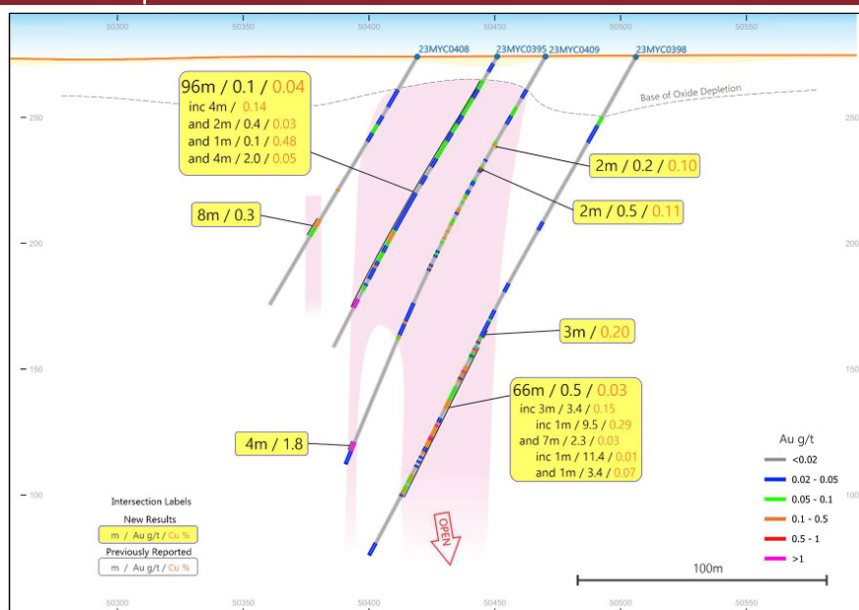 50300
50350
50400
50450
50500
50550
23MYC0408
23MYC0395
23MYC0409
23MYC0398
Base of Oxide Depletion
96m / 0.1 / 0.04
inc 4m / 0.14
and 2m / 0.4 / 0.03
and 1m / 0.1 / 0.48
and 4m / 2.0 / 0.05
250
250
2m / 0.2 / 0.10
8m / 0.3
2m / 0.5 / 0.11
200
200
3m / 0.20
150
150
66m / 0.5 / 0.03
inc 3m / 3.4 / 0.15
inc 1m / 9.5 / 0.29
and 7m / 2.3 / 0.03
inc 1m / 11.4 / 0.01
and 1m / 3.4 / 0.07
4m / 1.8
Au g/t
<0.02
0.02 - 0.05
0.05 - 0.1
0.1 - 0.5
0.5 - 1
>1
100
100
Intersection Labels
New Results
m / Au g/t / Cu %
Previously Reported
m / Au g/t / Cu %
OPEN
100m
50300
50350
50400
50450
50500
50550